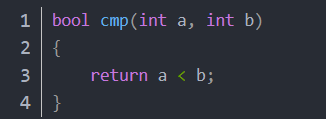 1 bool cmp(int a, int b)
2 {
3     return a < b;
4 }